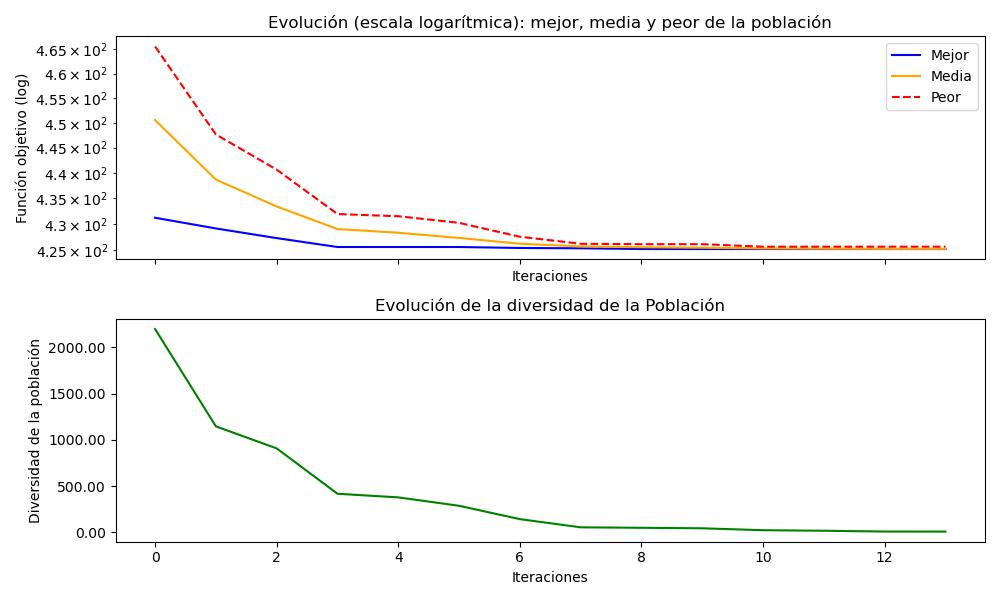 Evolución (escala logarítmica): mejor, media y peor de la población
Función objetivo (log)
4.65 × 10²
4.6 × 10²
4.55 × 10²
4.5 × 10²
4.45 × 10²
4.4 × 10²
4.35 × 10²
4.3 × 10²
4.25 × 10²
Mejor
Media
Peor
Iteraciones
Evolución de la diversidad de la Población
Diversidad de la población
2000.00
1500.00
1000.00
500.00
0.00
0 2 4 6 8 10 12
Iteraciones